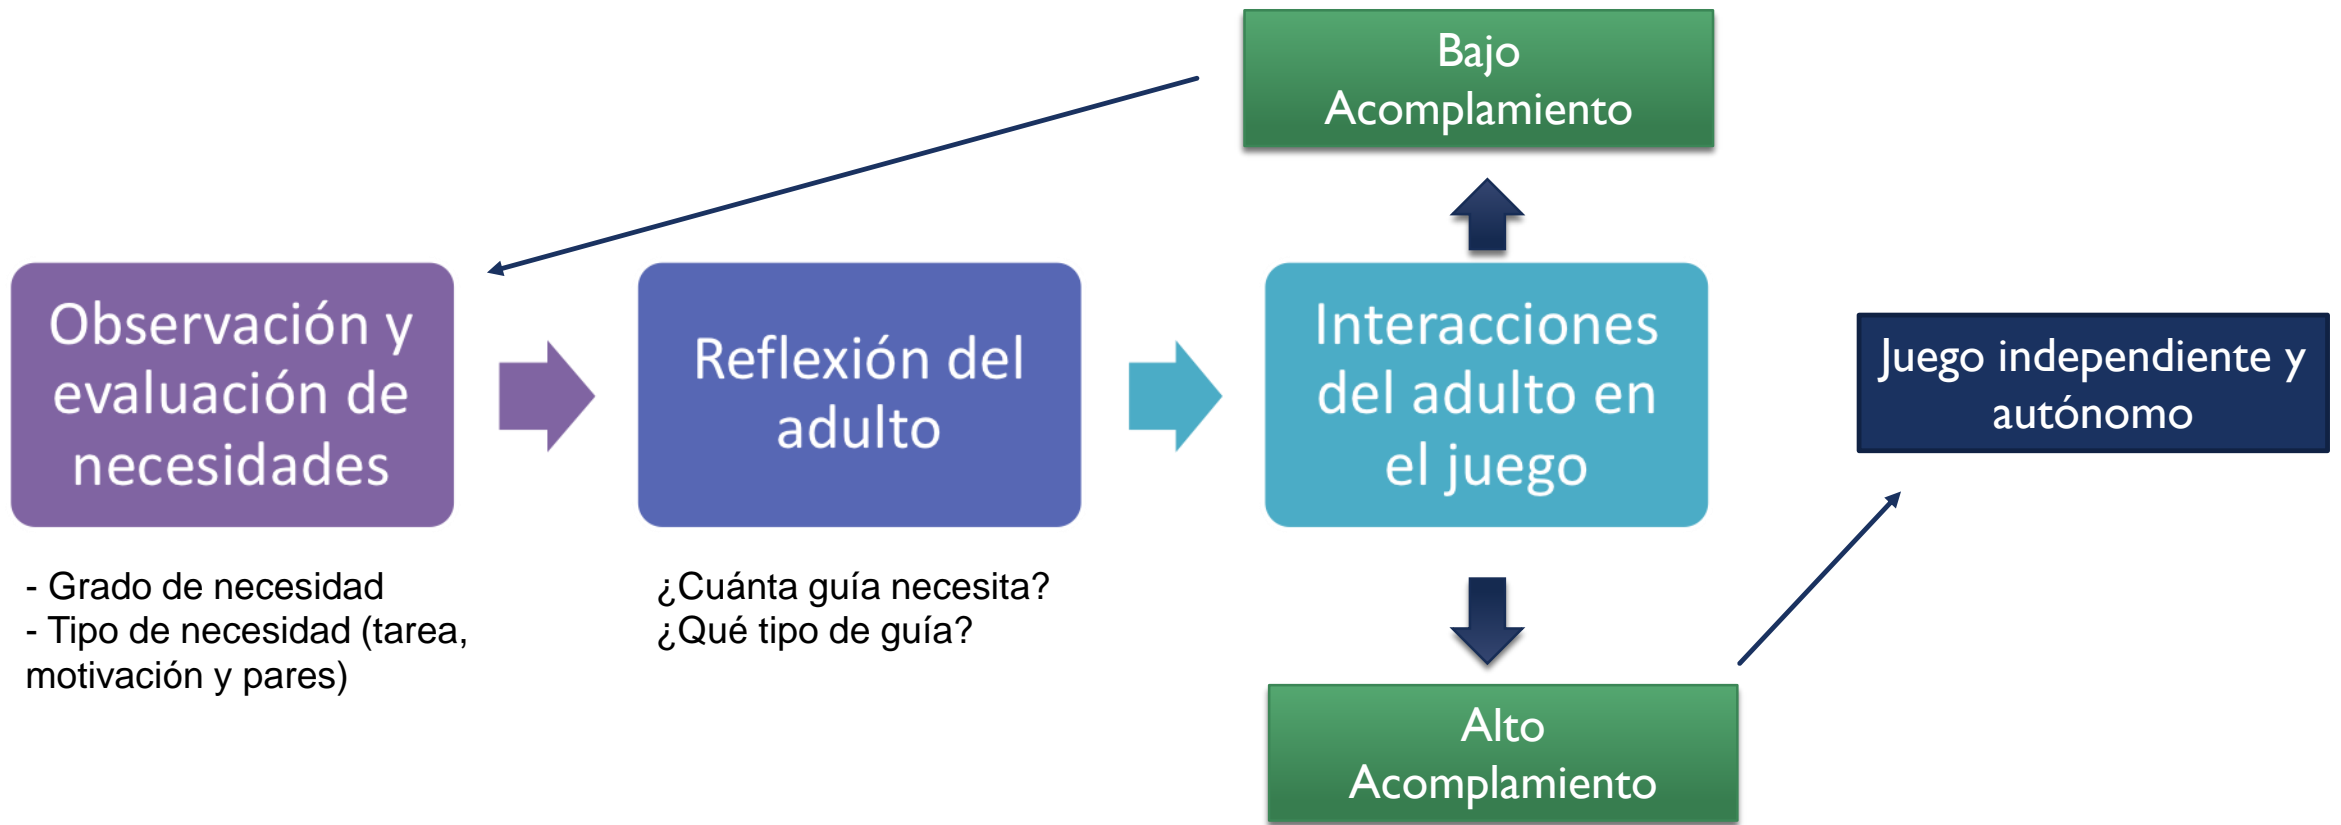 Bajo
Acomplamiento
Observación y
evaluación de
necesidades
Reflexión del
adulto
Interacciones
del adulto en
el juego
Juego independiente y
autónomo
- Grado de necesidad
- Tipo de necesidad (tarea,
motivación y pares)
¿Cuánta guía necesita?
¿Qué tipo de guía?
Alto
Acomplamiento